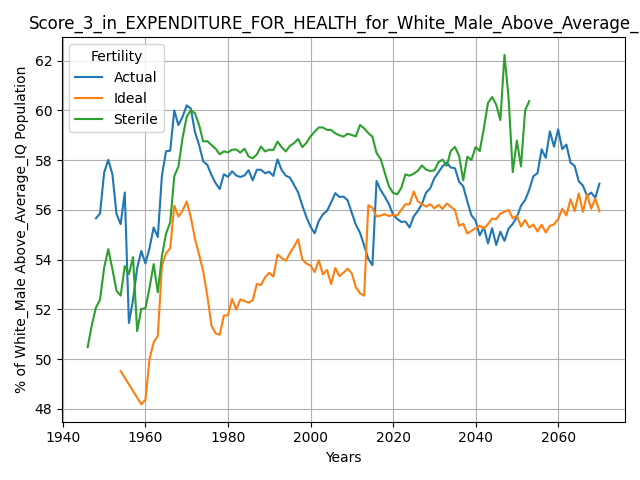 Score_3_in_EXPENDITURE_FOR_HEALTH_for_White_Male_Above_Average_
Fertility
Actual
Ideal
Sterile
% of White_Male Above_Average_IQ Population
62
60
58
56
54
52
50
48
1940 1960 1980 2000 2020 2040 2060
Years